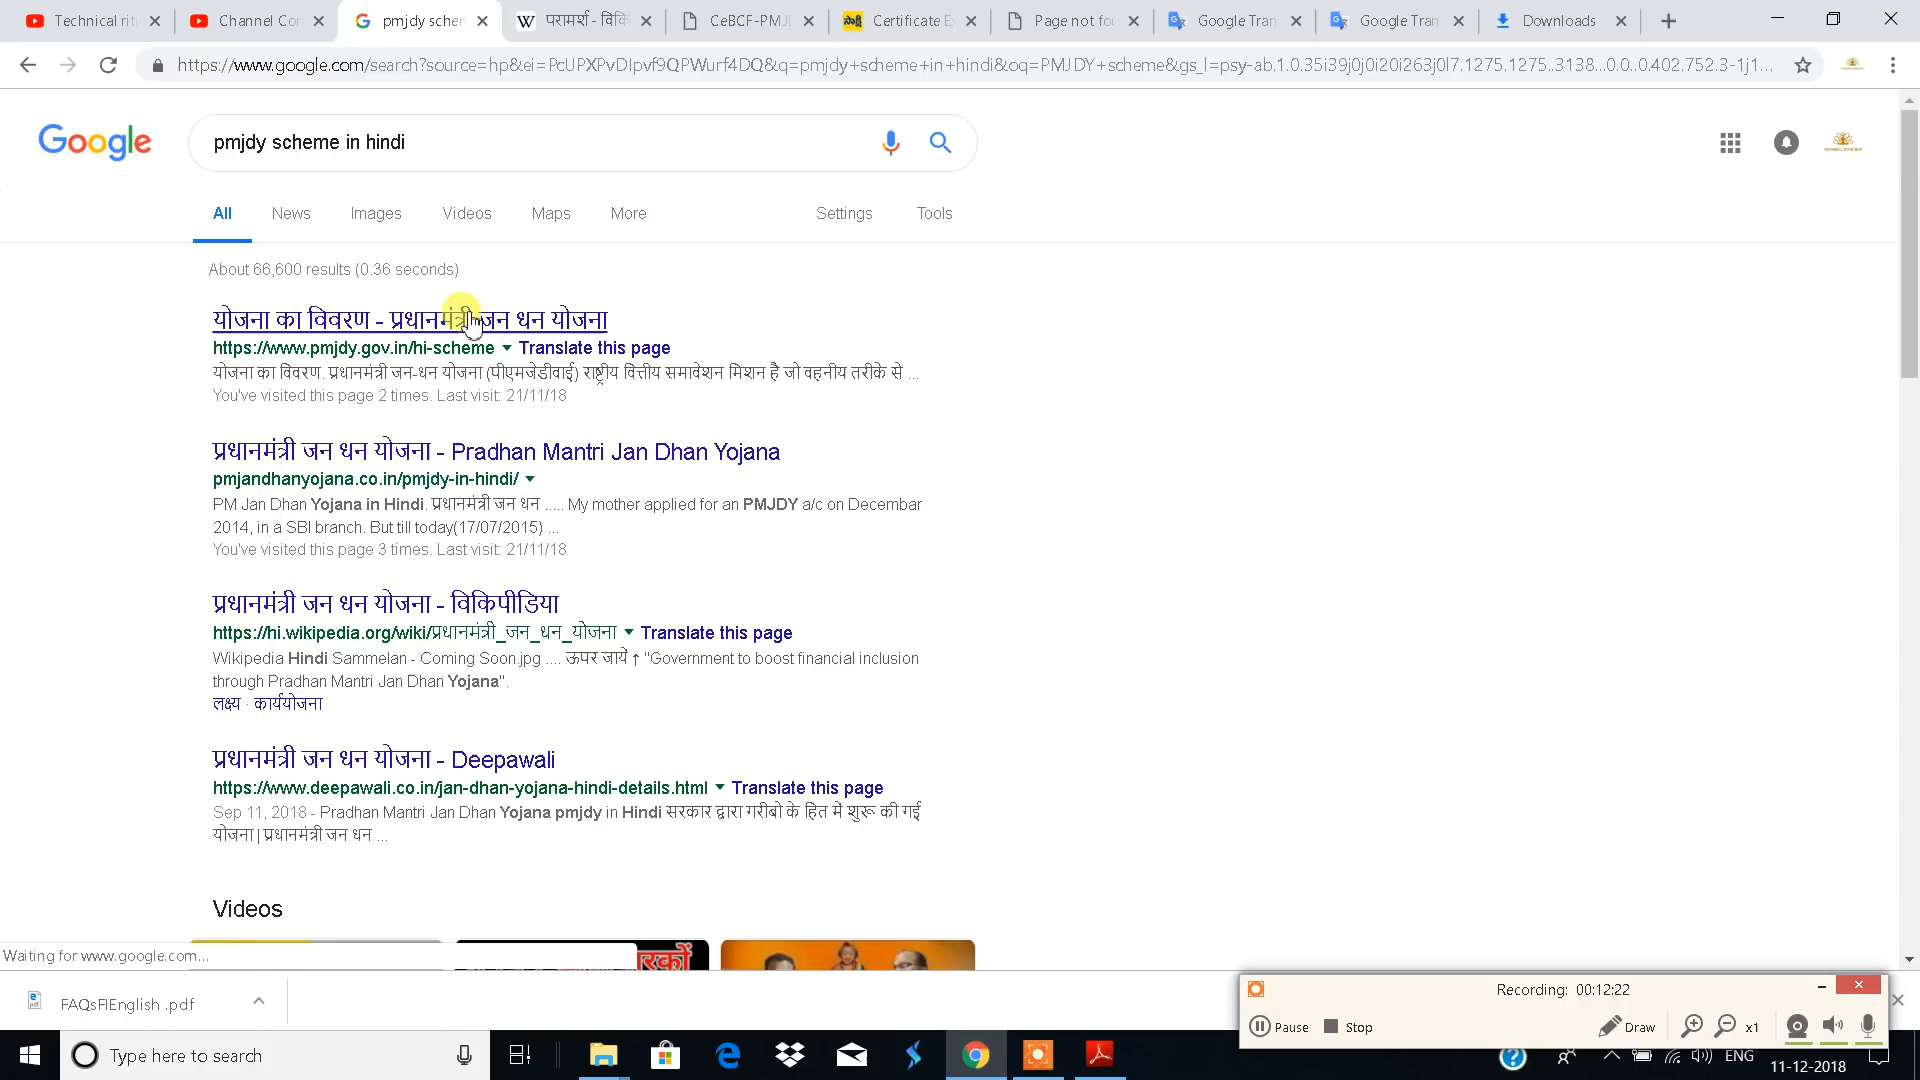 Technical riti
Channel Cor
pmjdy schen
परामर्श - विकि
CeBCF-PMJ
Certificate E
Page not fou
Google Tran
Google Tran
Downloads
https://www.google.com/search?source=hp&ei=PcUPXPvDIpvf9QPWurf4DQ&q=pmjdy+scheme+in+hindi&oq=PMJDY+scheme&gs_l=psy-ab.1.0.35i39j0j0i20i263j0l7.1275.1275..3138...0.0..0.402.752.3-1j1...
Google
pmjdy scheme in hindi
All News Images Videos Maps More Settings Tools
About 66,600 results (0.36 seconds)
योजना का विवरण - प्रधानमंत्री जन धन योजना
https://www.pmjdy.gov.in/hi-scheme Translate this page
योजना का विवरण. प्रधानमंत्री जन-धन योजना (पीएमजेडीवाई) राष्ट्रीय वित्तीय समावेशन मिशन है जो वहनीय तरीके से ...
You've visited this page 2 times. Last visit: 21/11/18
प्रधानमंत्री जन धन योजना - Pradhan Mantri Jan Dhan Yojana
pmjandhanyojana.co.in/pmjdy-in-hindi/
PM Jan Dhan Yojana in Hindi. प्रधानमंत्री जन धन ..... My mother applied for an PMJDY a/c on Decembar
2014, in a SBI branch. But till today(17/07/2015) ...
You've visited this page 3 times. Last visit: 21/11/18
प्रधानमंत्री जन धन योजना - विकिपीडिया
https://hi.wikipedia.org/wiki/प्रधानमंत्री_जन_धन_योजना Translate this page
Wikipedia Hindi Sammelan - Coming Soon.jpg .... ऊपर जायें ↑ "Government to boost financial inclusion
through Pradhan Mantri Jan Dhan Yojana".
लक्ष्य · कार्ययोजना
प्रधानमंत्री जन धन योजना - Deepawali
https://www.deepawali.co.in/jan-dhan-yojana-hindi-details.html Translate this page
Sep 11, 2018 - Pradhan Mantri Jan Dhan Yojana pmjdy in Hindi सरकार द्वारा गरीबो के हित में शुरू की गई
योजना | प्रधानमंत्री जन धन ...
Videos
Waiting for www.google.com...
FAQsFIEnglish .pdf
Recording: 00:12:22
Pause Stop Draw x1
Type here to search
ENG
11-12-2018